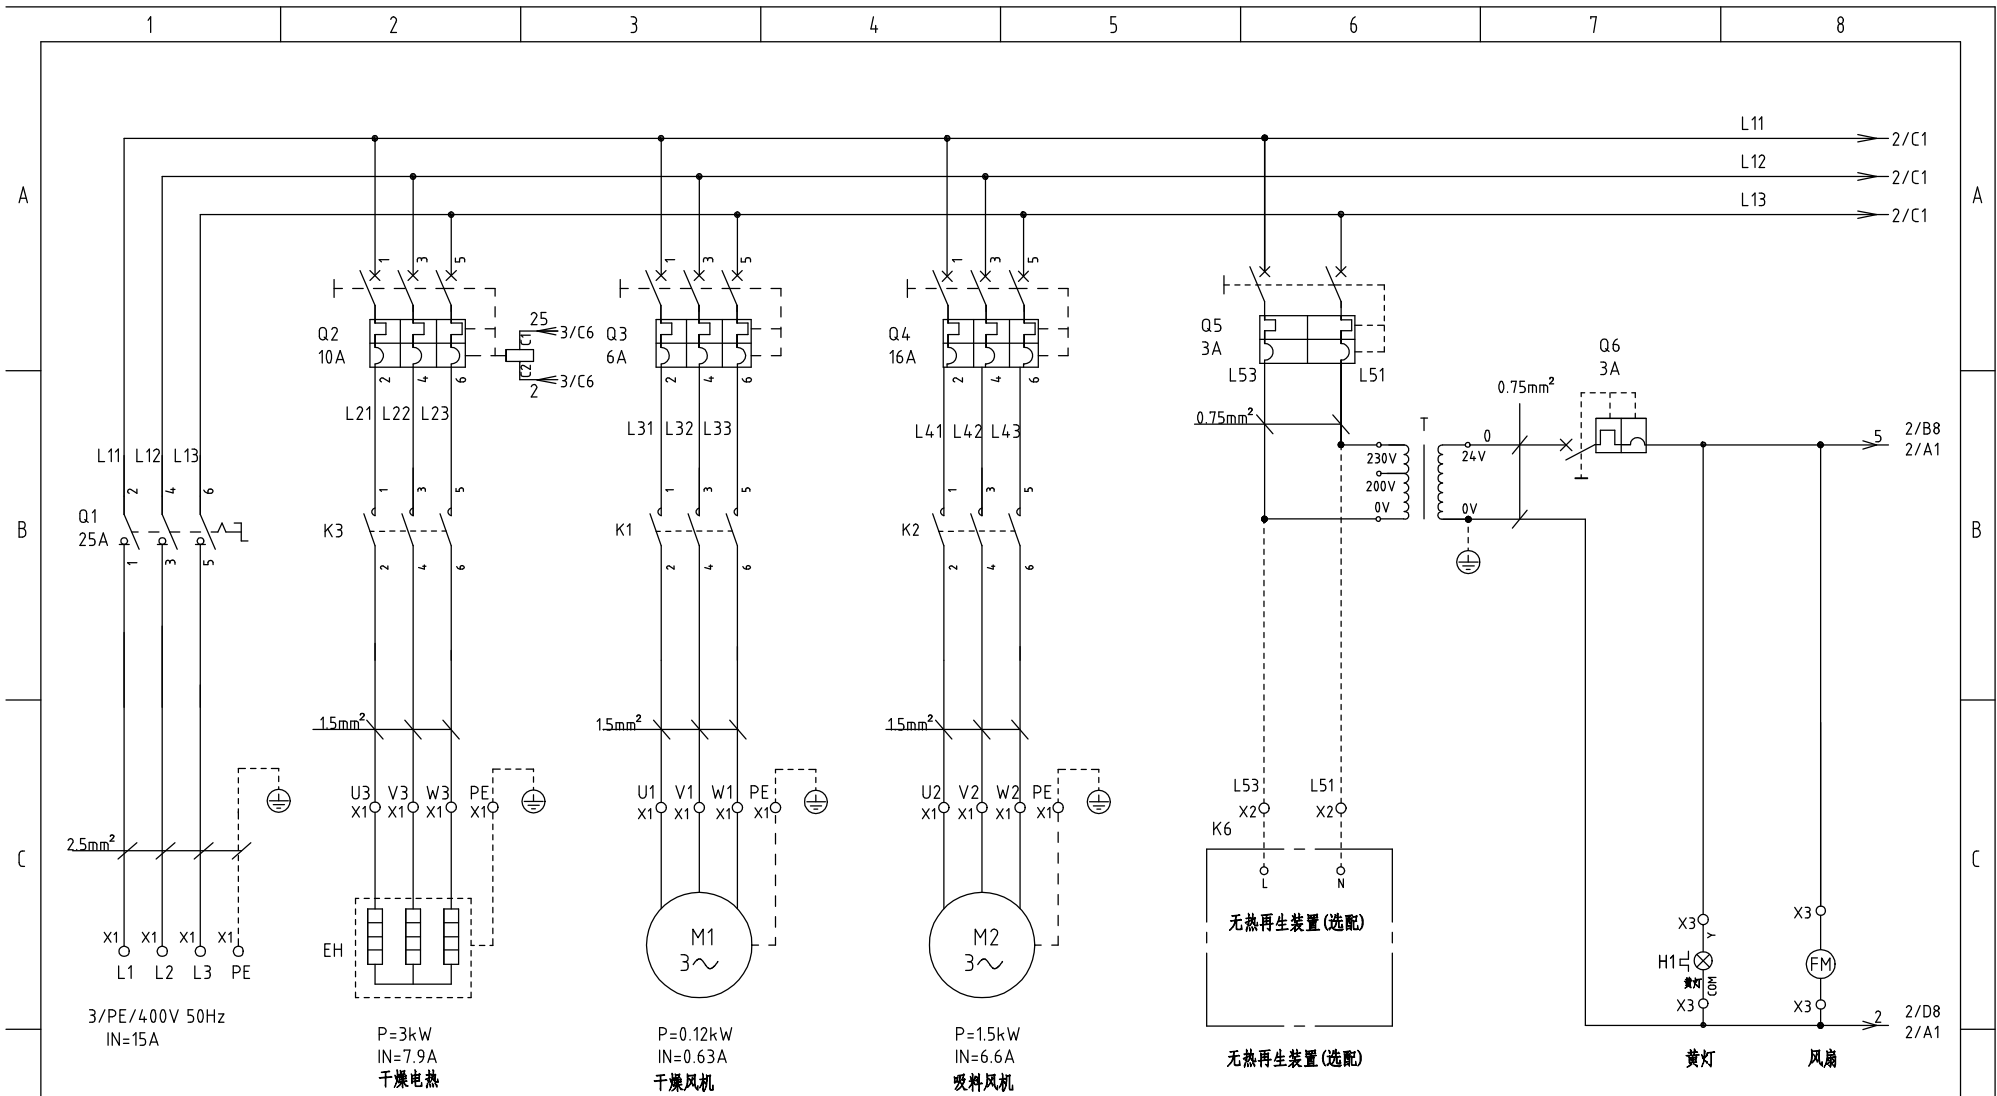 1 2 3 4 5 6 7 8
L11
2/C1
L12
2/C1
A A
L13
2/C1
1 3 5
1 3 5
1 3 5
Q2
10A
25
C1
3/C6
C2
3/C6
2
Q3
6A
Q4
16A
Q5
3A
Q6
3A
2 4 6
2 4 6
2 4 6
L53 L51
0.75mm²
L21 L22 L23
L31 L32 L33
L41 L42 L43
0.75mm²
T
0
5
2/B8
2/A1
L11 L12 L13
230V
24V
200V
0V
0V
2 4 6
1 3 5
1 3 5
1 3 5
Q1
25A
B B
K3
K1
K2
1 3 5
2 4 6
2 4 6
2 4 6
1.5mm²
1.5mm²
1.5mm²
U3 V3 W3 PE
X1 X1 X1 X1
U1 V1 W1 PE
X1 X1 X1 X1
U2 V2 W2 PE
X1 X1 X1 X1
L53 L51
X2 X2
K6
2.5mm²
C C
L N
无热再生装置(选配)
X1 X1 X1 X1
L1 L2 L3 PE
EH
M1
3~
M2
3~
X3
Y
H1
黄灯
COM
X3
X3
FM
X3
3/PE/400V 50Hz
IN=15A
2
2/D8
2/A1
P=3kW
IN=7.9A
干燥电热
P=0.12kW
IN=0.63A
干燥风机
P=1.5kW
IN=6.6A
吸料风机
无热再生装置(选配)
黄灯
风扇